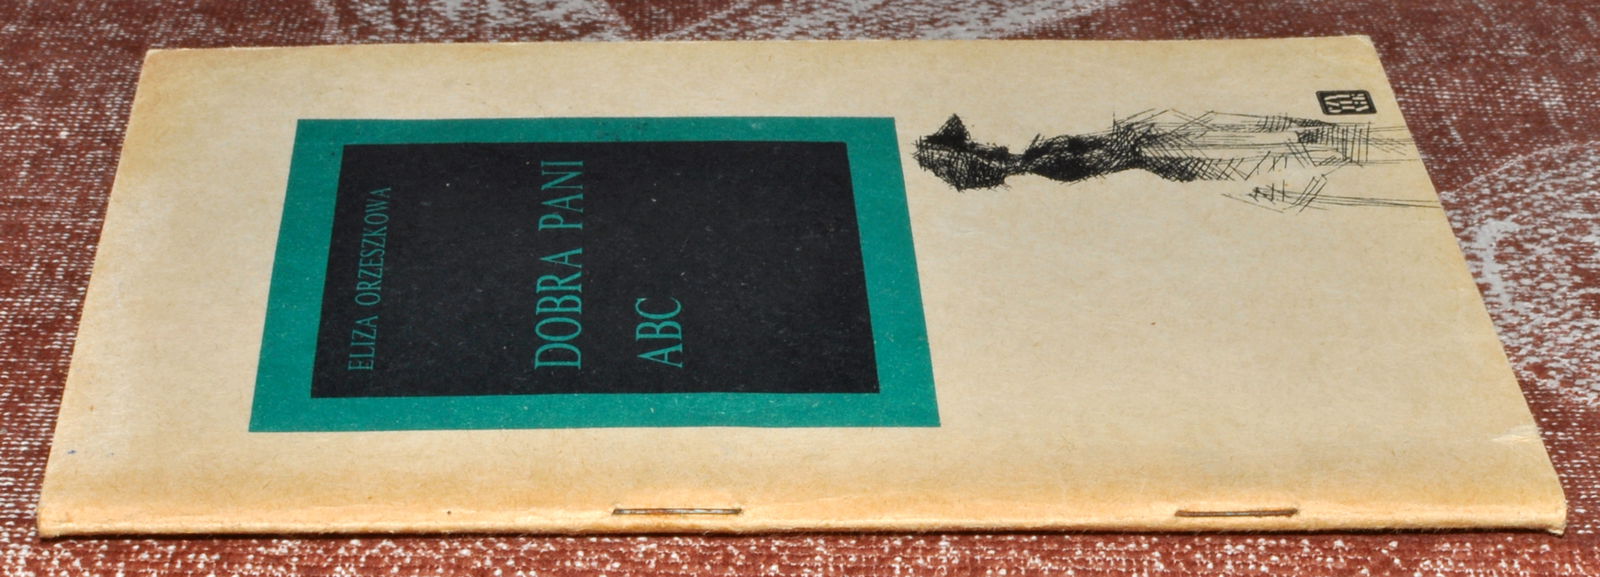 ELIZA ORZESZKOWA
DOBRA PANI
ABC